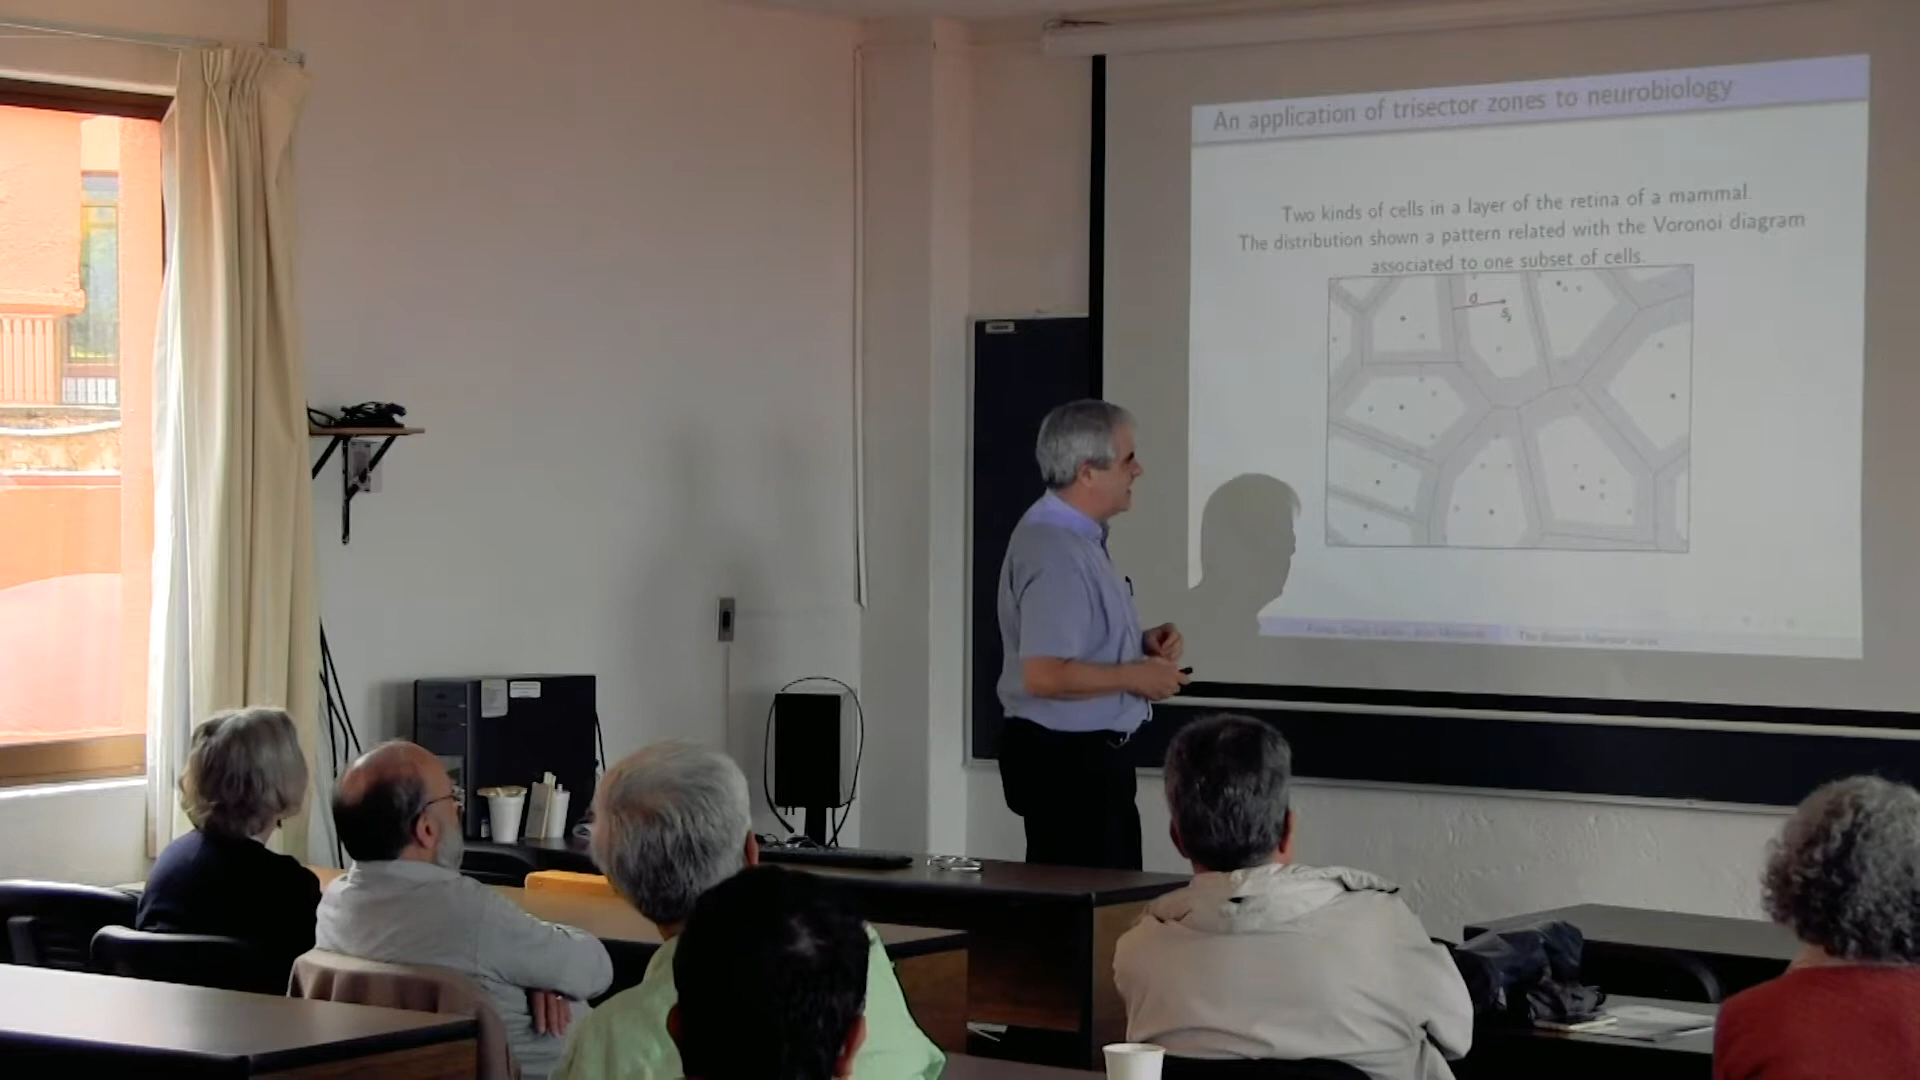 An application of trisector zones to neurobiology
Two kinds of cells in a layer of the retina of a mammal.
The distribution shown a pattern related with the Voronoi diagram
associated to one subset of cells.
d